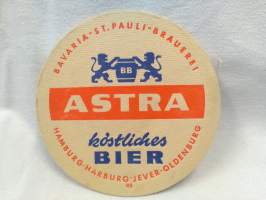 BAVARIA-ST. PAULI-BRAUEREI
BB
ASTRA
köstliches
BIER
HAMBURG-HARBURG-JEVER-OLDENBURG